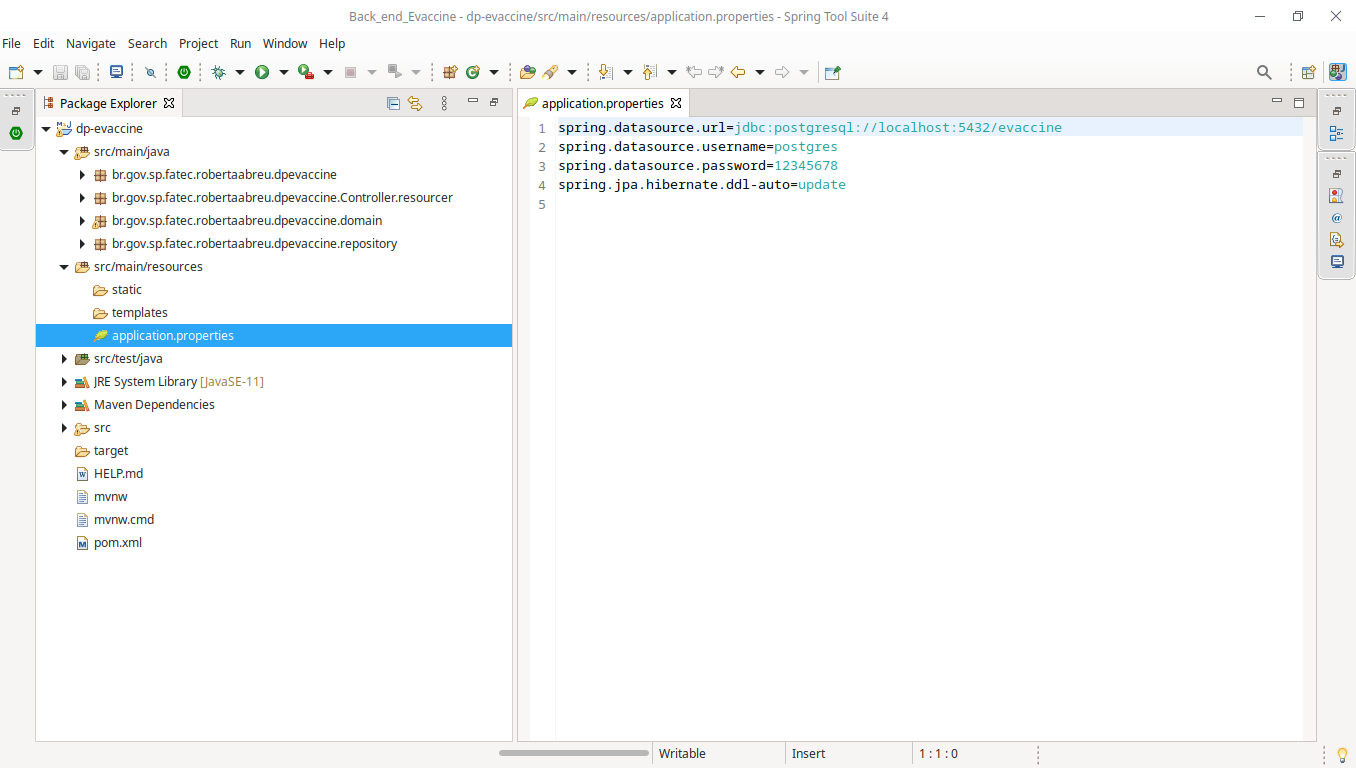 Back_end_Evaccine - dp-evaccine/src/main/resources/application.properties - Spring Tool Suite 4
File Edit Navigate Search Project Run Window Help
Package Explorer
dp-evaccine
src/main/java
br.gov.sp.fatec.robertaabreu.dpevaccine
br.gov.sp.fatec.robertaabreu.dpevaccine.Controller.resourcer
br.gov.sp.fatec.robertaabreu.dpevaccine.domain
br.gov.sp.fatec.robertaabreu.dpevaccine.repository
src/main/resources
static
templates
application.properties
src/test/java
JRE System Library [JavaSE-11]
Maven Dependencies
src
target
HELP.md
mvnw
mvnw.cmd
pom.xml
application.properties
1 spring.datasource.url=jdbc:postgresql://localhost:5432/evaccine
2 spring.datasource.username=postgres
3 spring.datasource.password=12345678
4 spring.jpa.hibernate.ddl-auto=update
5
Writable Insert 1 : 1 : 0